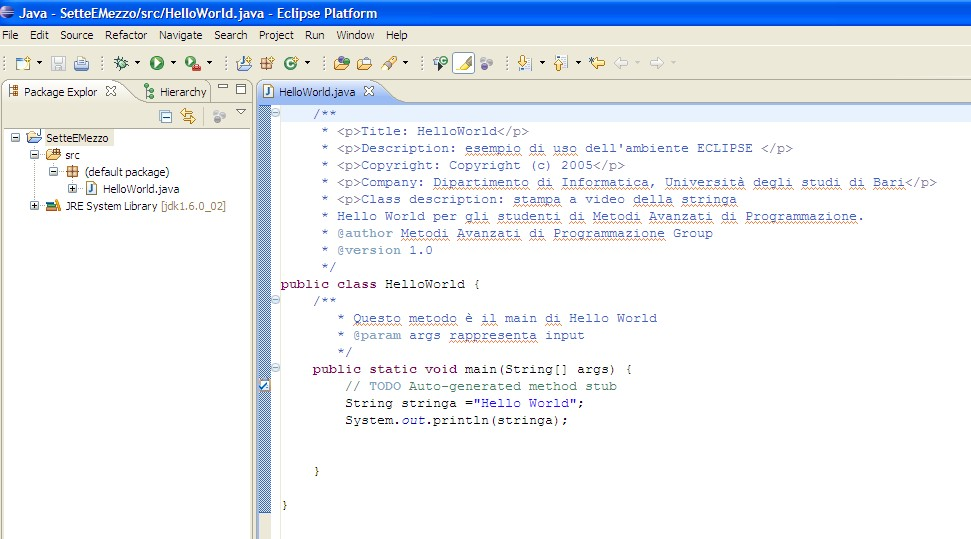 Java - SetteEMezzo/src/HelloWorld.java - Eclipse Platform
File Edit Source Refactor Navigate Search Project Run Window Help
Package Explor Hierarchy
SetteEMezzo
src
(default package)
HelloWorld.java
JRE System Library [jdk1.6.0_02]
HelloWorld.java
/**
* <p>Title: HelloWorld</p>
* <p>Description: esempio di uso dell'ambiente ECLIPSE </p>
* <p>Copyright: Copyright (c) 2005</p>
* <p>Company: Dipartimento di Informatica, Università degli studi di Bari</p>
* <p>Class description: stampa a video della stringa
* Hello World per gli studenti di Metodi Avanzati di Programmazione.
* @author Metodi Avanzati di Programmazione Group
* @version 1.0
*/
public class HelloWorld {
/**
* Questo metodo è il main di Hello World
* @param args rappresenta input
*/
public static void main(String[] args) {
// TODO Auto-generated method stub
String stringa ="Hello World";
System.out.println(stringa);
}
}